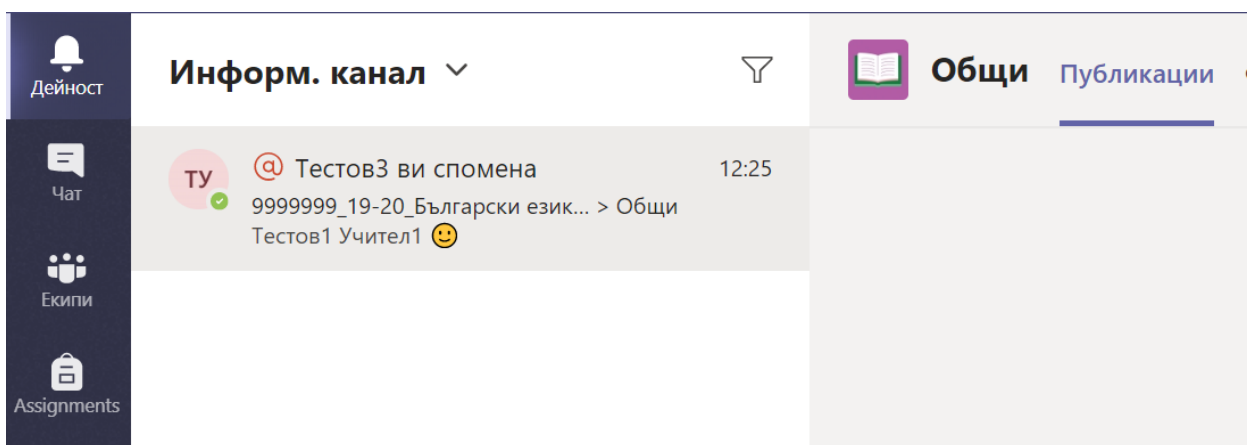 Дейност
Чат
Екипи
Assignments
Информ. канал
ТУ
@ Тестов3 ви спомена 12:25
9999999_19-20_Български език... > Общи
Тестов1 Учител1 🙂
Общи Публикации